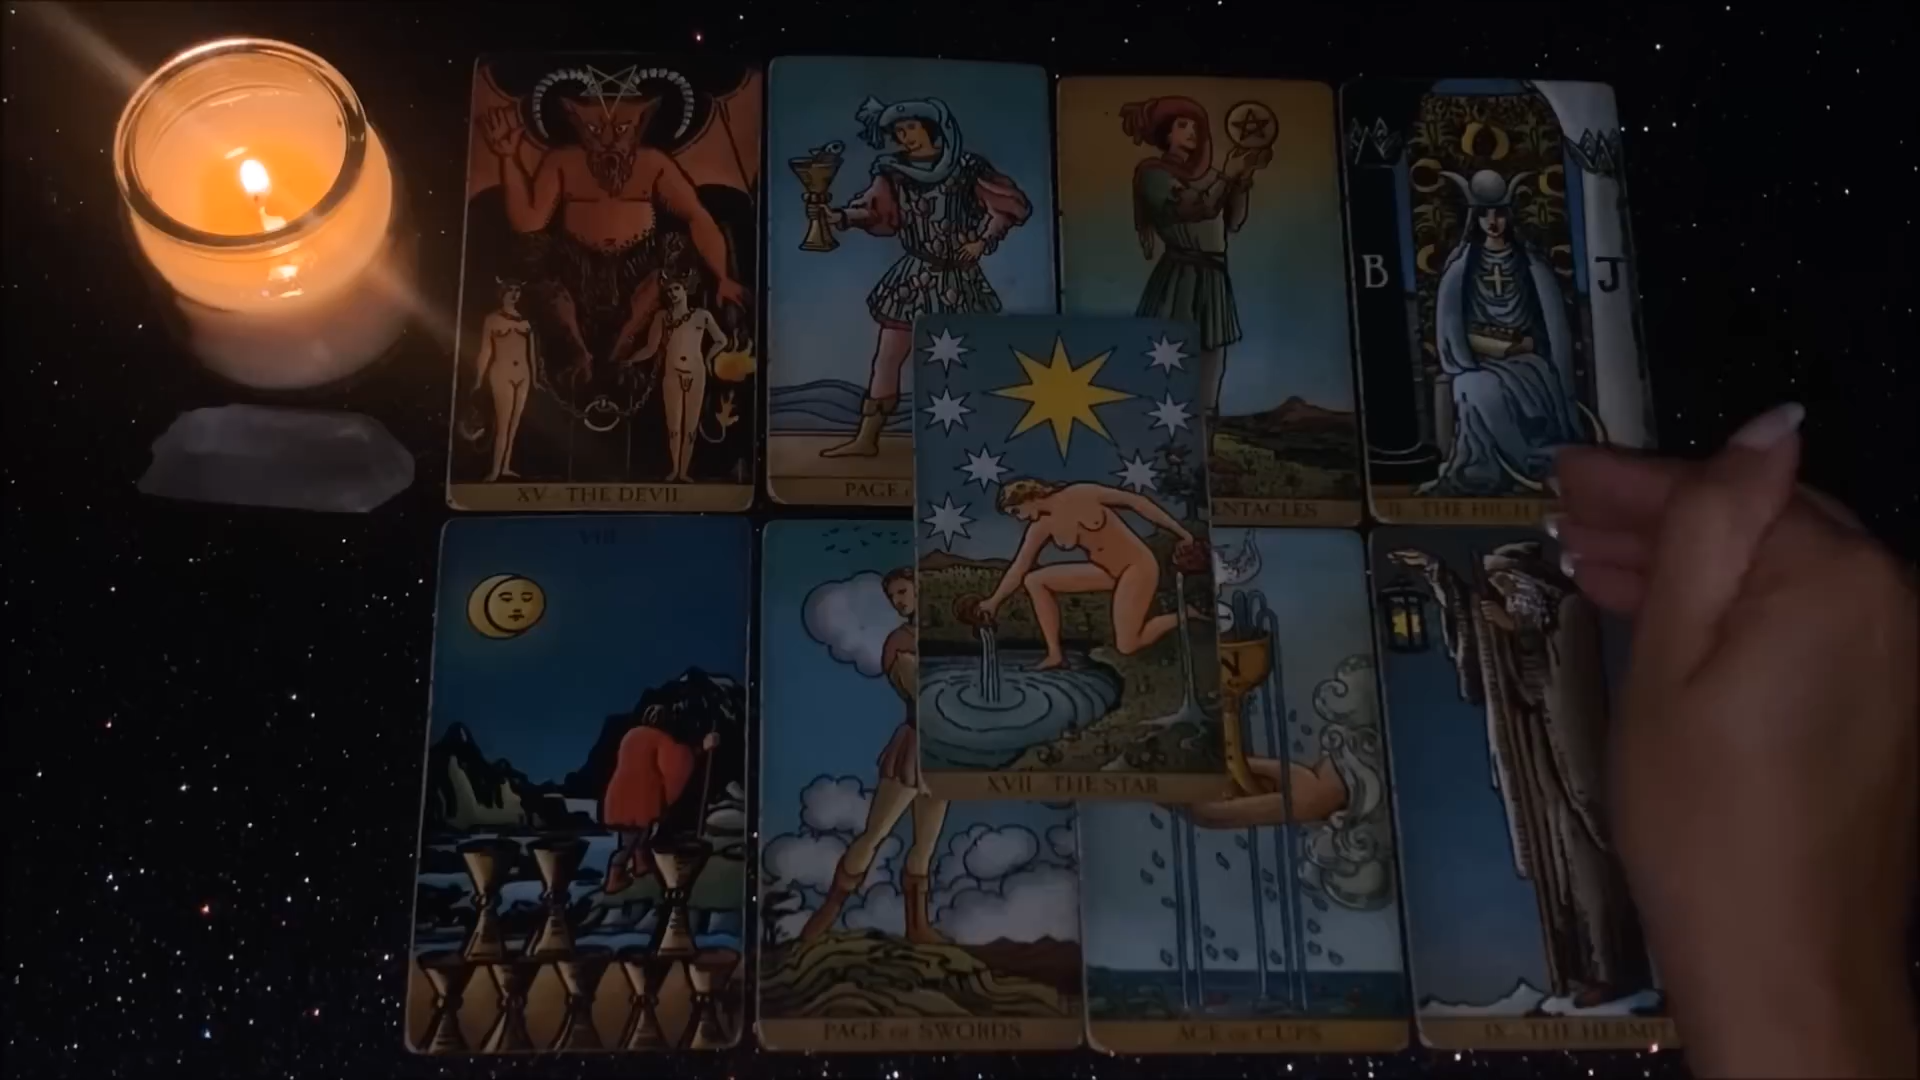 XV THE DEVIL
PAGE
ENTACLES
B
J
II THE HIGH
VIII
N
XVII THE STAR
PAGE OF SWORDS
ACE OF CUPS
IX THE HERMIT